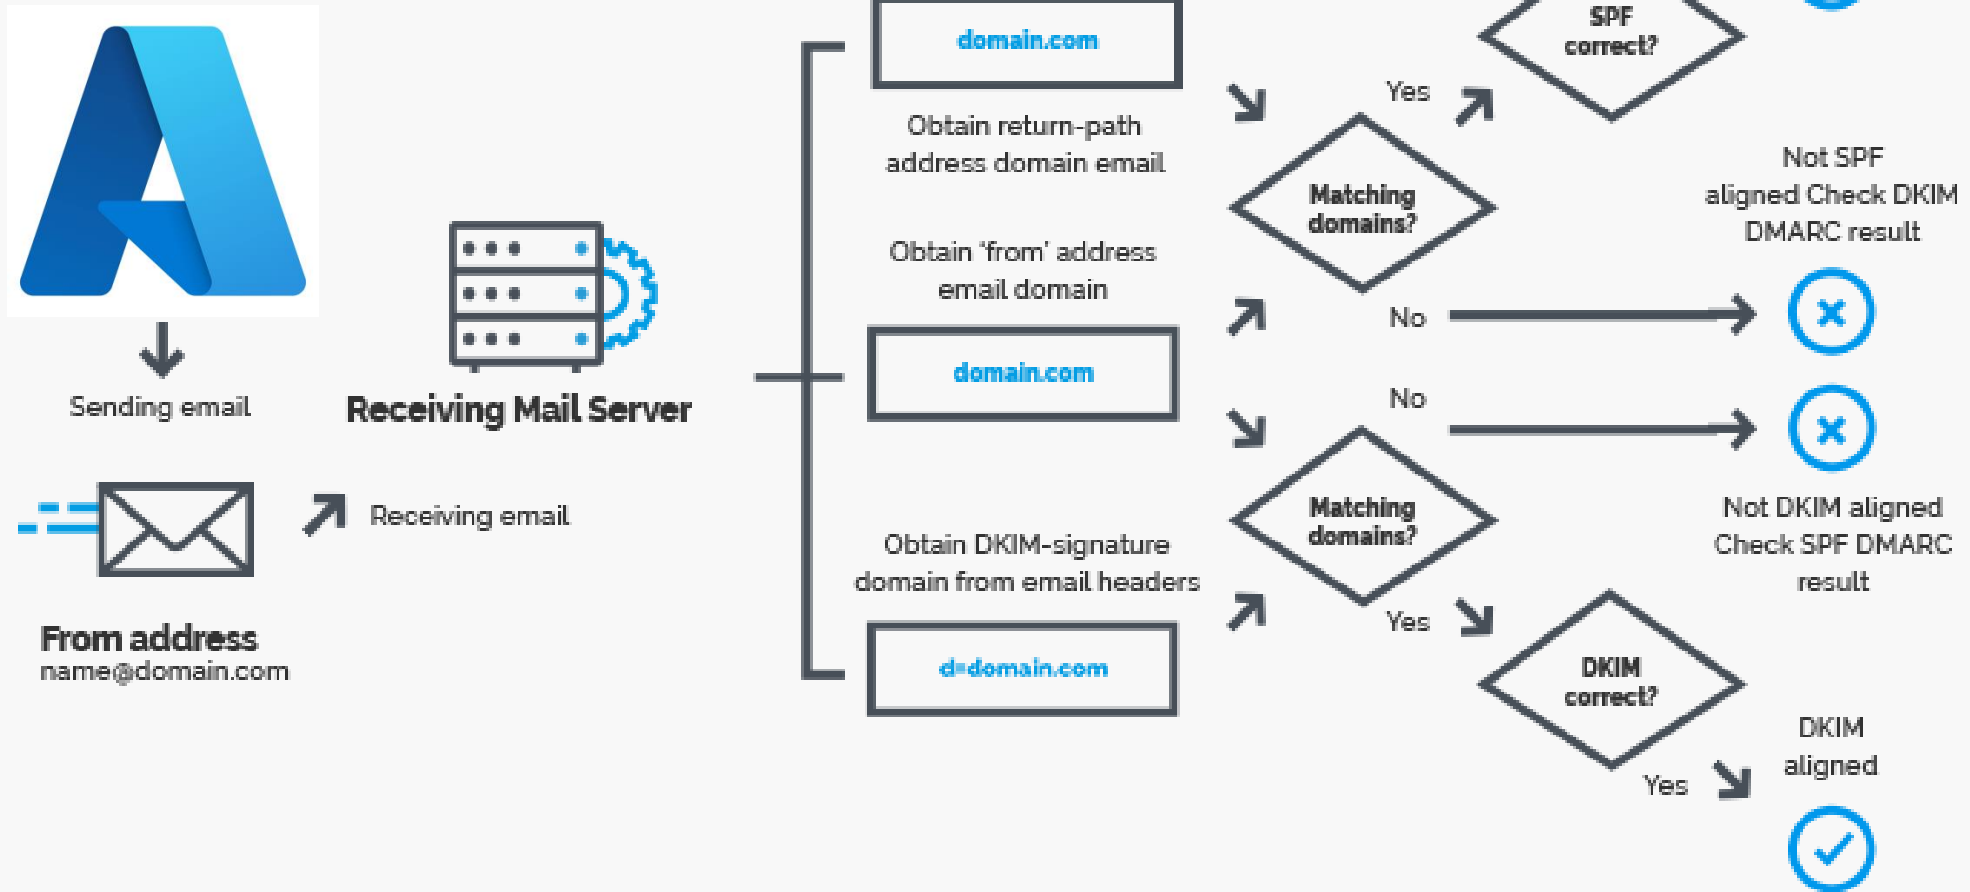 Sending email
From address
name@domain.com
Receiving email
Receiving Mail Server
domain.com
Obtain return-path
address domain email
Obtain 'from' address
email domain
domain.com
Obtain DKIM-signature
domain from email headers
d=domain.com
Matching
domains?
Yes
SPF
correct?
No
Not SPF
aligned Check DKIM
DMARC result
Matching
domains?
No
Not DKIM aligned
Check SPF DMARC
result
Yes
DKIM
correct?
Yes
DKIM
aligned